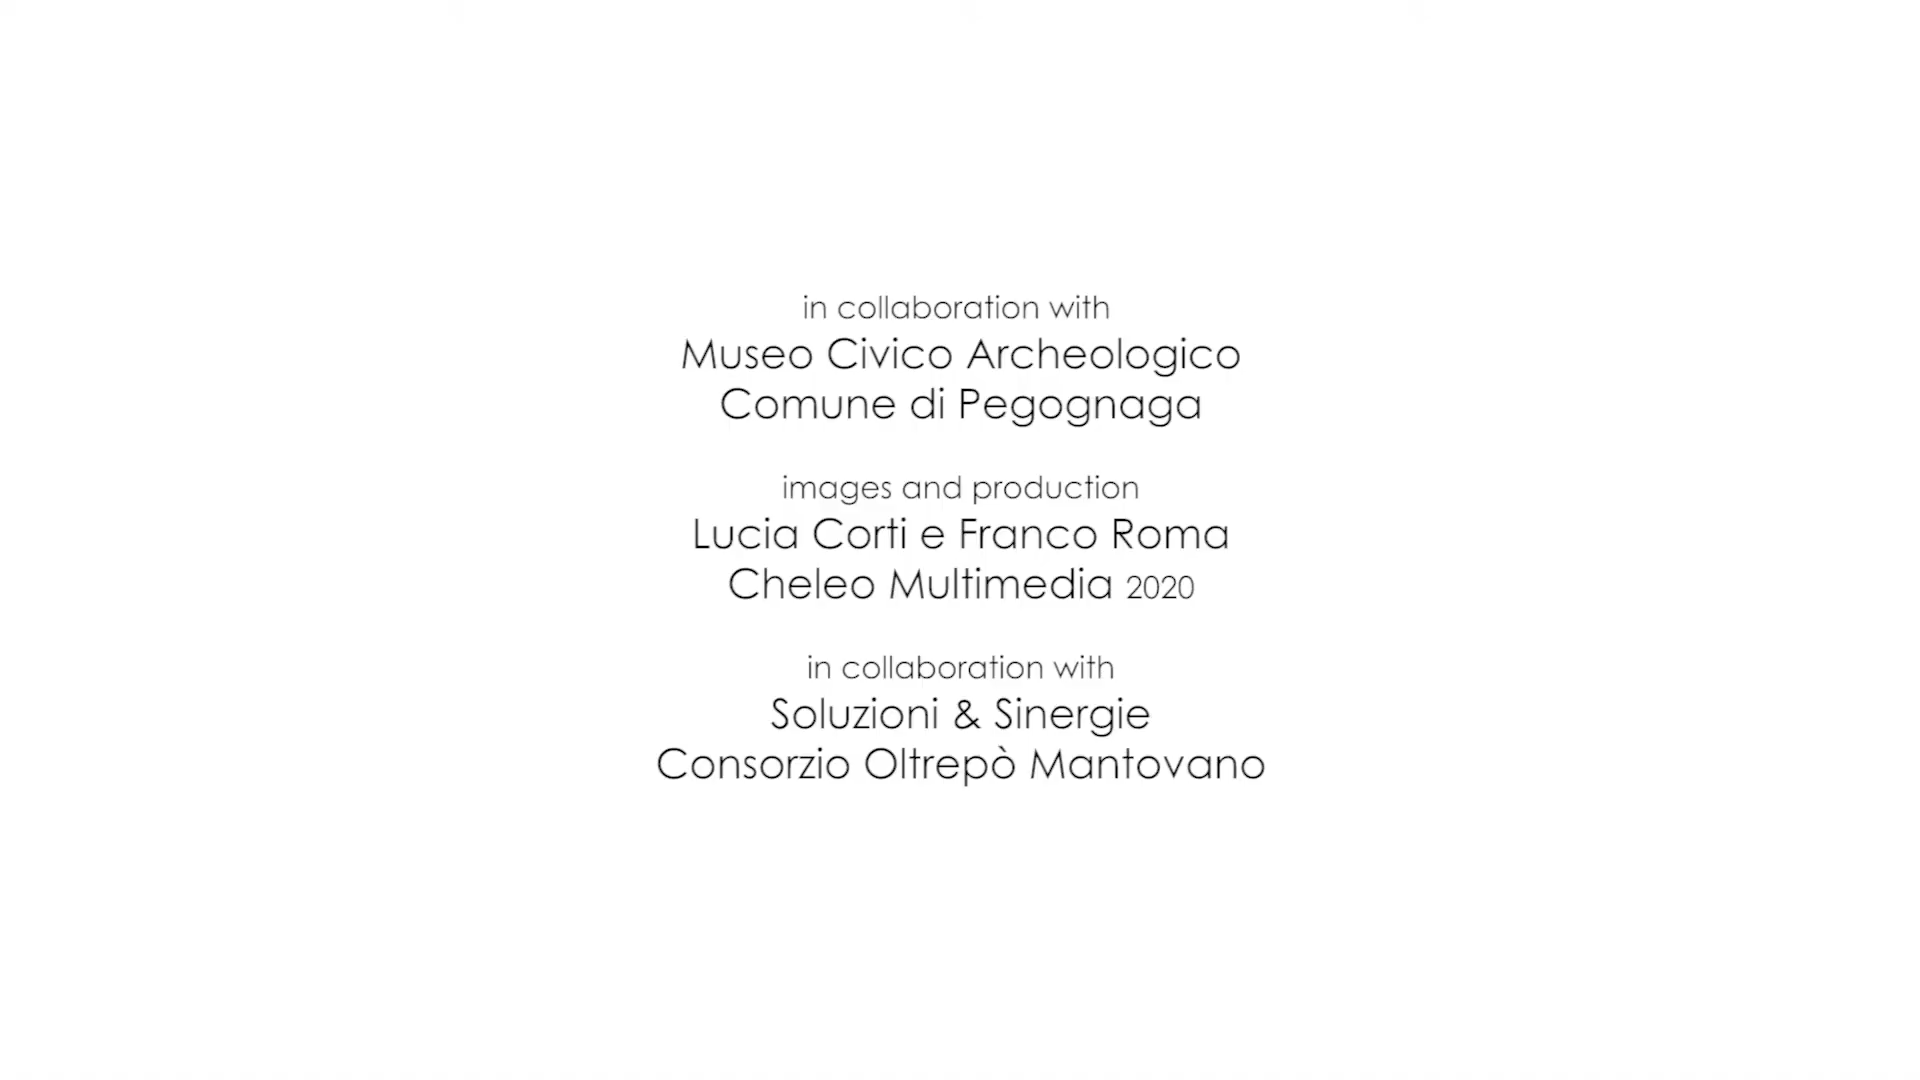 in collaboration with
Museo Civico Archeologico
Comune di Pegognaga
images and production
Lucia Corti e Franco Roma
Cheleo Multimedia 2020
in collaboration with
Soluzioni & Sinergie
Consorzio Oltrepò Mantovano